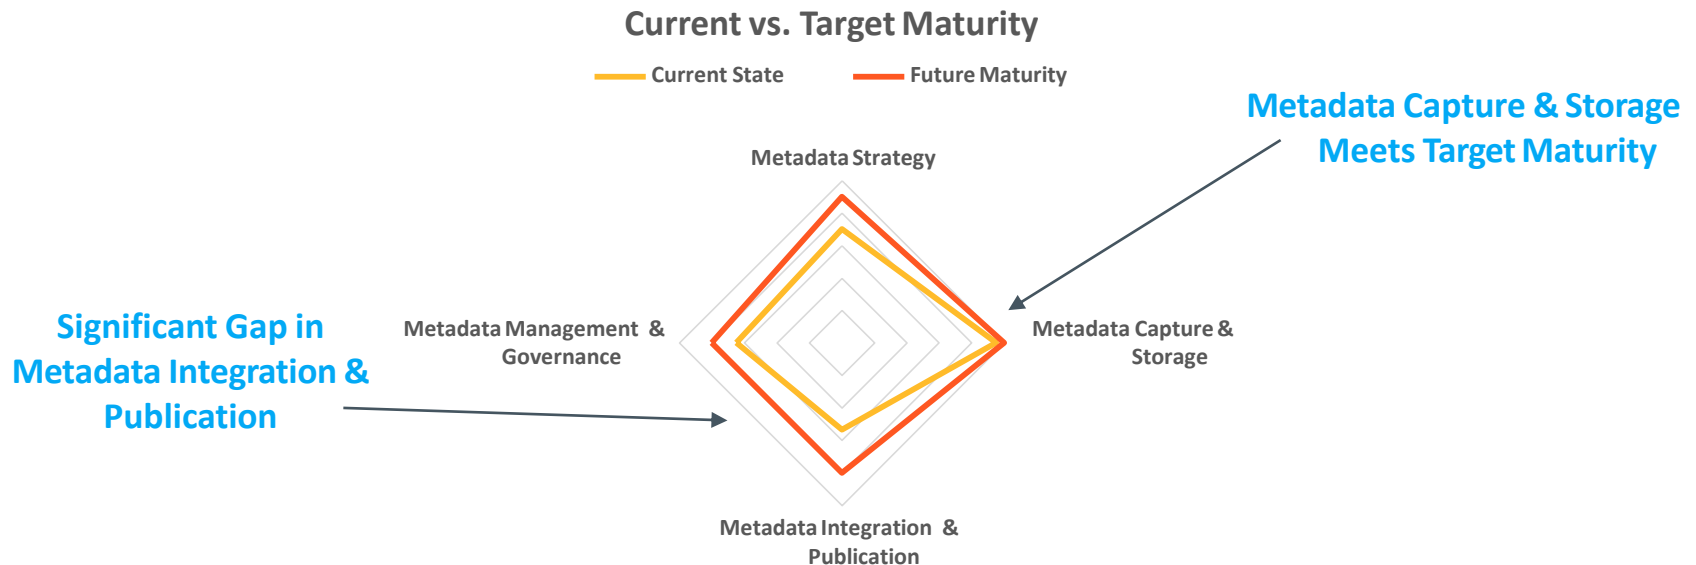 Current vs. Target Maturity
Current State
Future Maturity
Metadata Capture & Storage
Meets Target Maturity
Metadata Strategy
Significant Gap in
Metadata Integration &
Publication
Metadata Management &
Governance
Metadata Capture &
Storage
Metadata Integration &
Publication